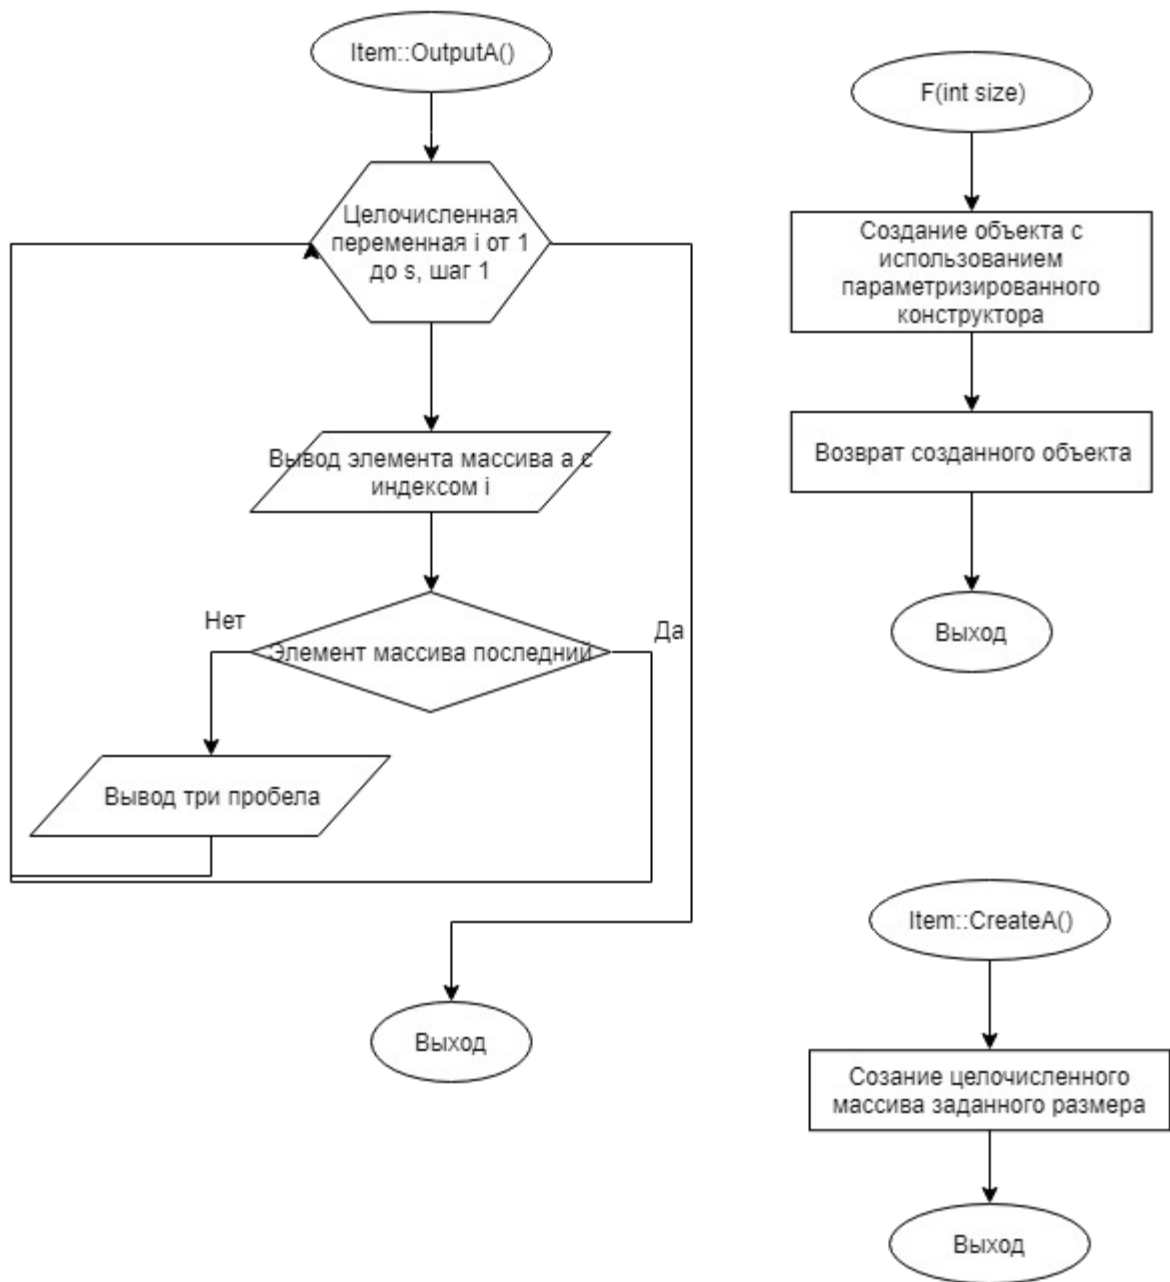 Item::OutputA()
Целочисленная
переменная i от 1
до s, шаг 1
Вывод элемента массива a с
индексом i
Нет
Элемент массива последний
Да
Вывод три пробела
Выход
F(int size)
Создание объекта с
использованием
параметризированного
конструктора
Возврат созданного объекта
Выход
Item::CreateA()
Созание целочисленного
массива заданного размера
Выход